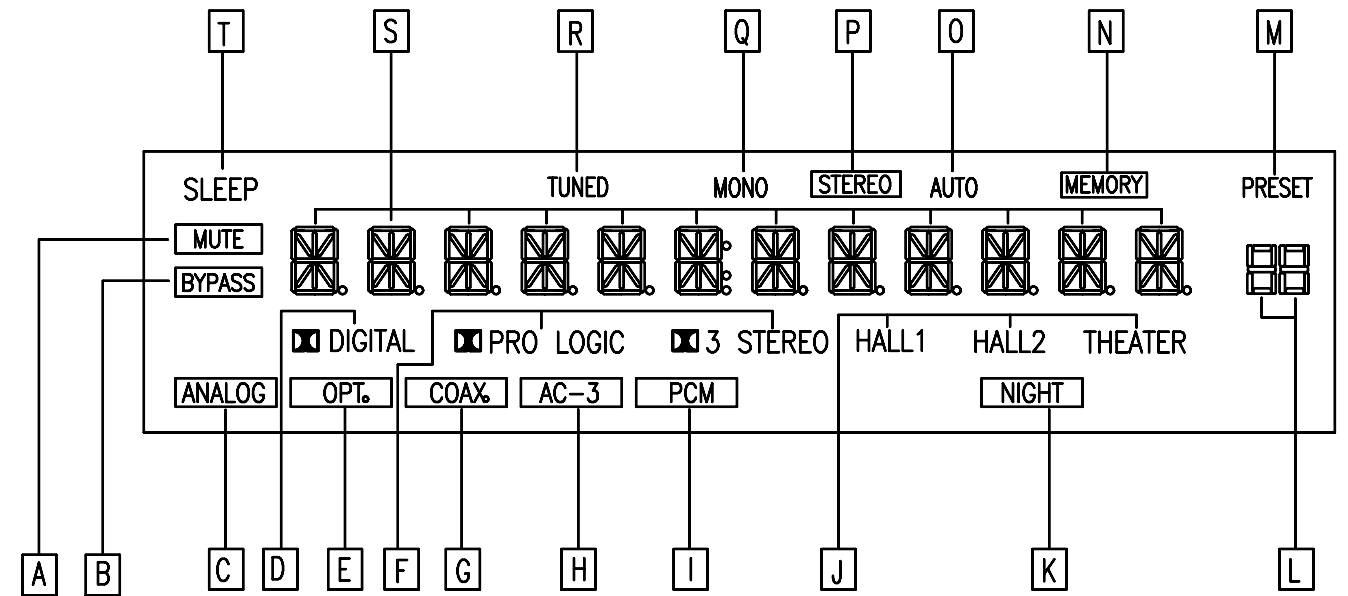 T S R Q P O N M
SLEEP TUNED MONO STEREO AUTO MEMORY PRESET
MUTE
BYPASS
DIGITAL PRO LOGIC 3 STEREO HALL1 HALL2 THEATER
ANALOG OPT. COAX. AC-3 PCM NIGHT
A B C D E F G H I J K L